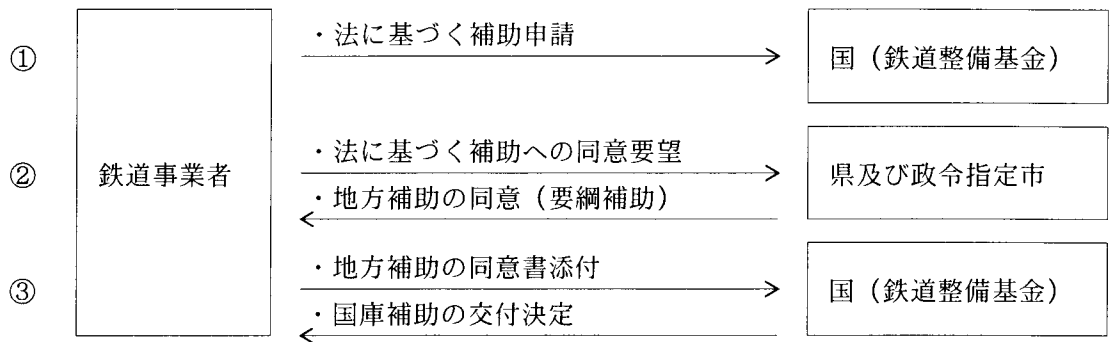 ・法に基づく補助申請
①
国（鉄道整備基金）
・法に基づく補助への同意要望
②
鉄道事業者
県及び政令指定市
・地方補助の同意（要綱補助）
・地方補助の同意書添付
③
国（鉄道整備基金）
・国庫補助の交付決定